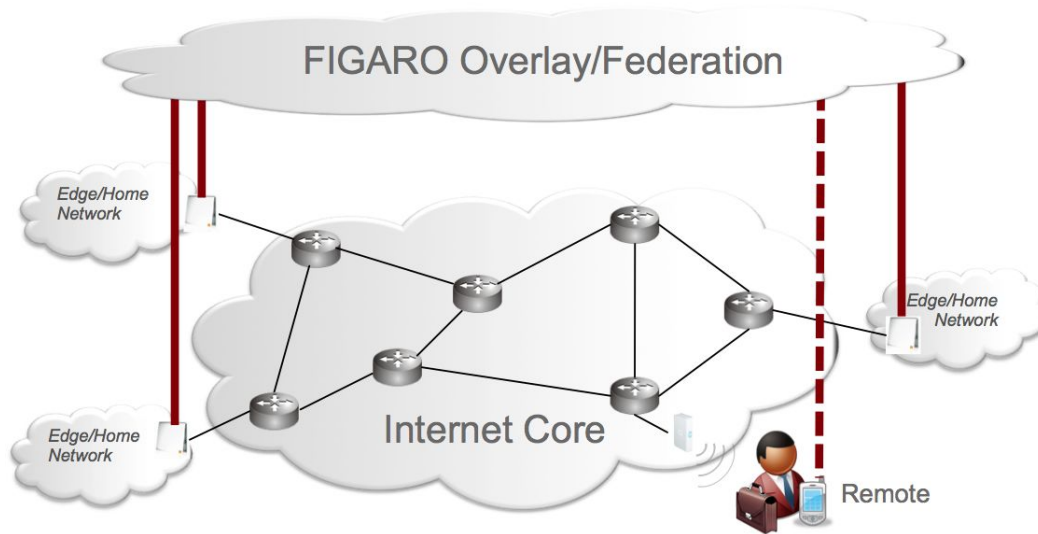 FIGARO Overlay/Federation
Edge/Home
Network
Edge/Home
Network
Edge/Home
Network
Internet Core
Remote